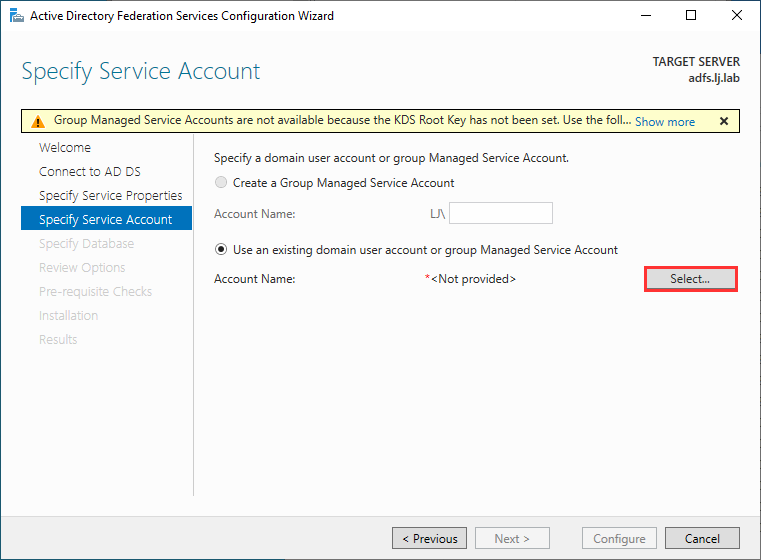 Active Directory Federation Services Configuration Wizard
Specify Service Account
TARGET SERVER
adfs.lj.lab
Group Managed Service Accounts are not available because the KDS Root Key has not been set. Use the foll... Show more
Welcome
Connect to AD DS
Specify Service Properties
Specify Service Account
Specify Database
Review Options
Pre-requisite Checks
Installation
Results
Specify a domain user account or group Managed Service Account.
Create a Group Managed Service Account
Account Name: LJ\
Use an existing domain user account or group Managed Service Account
Account Name: *<Not provided> Select...
< Previous Next > Configure Cancel